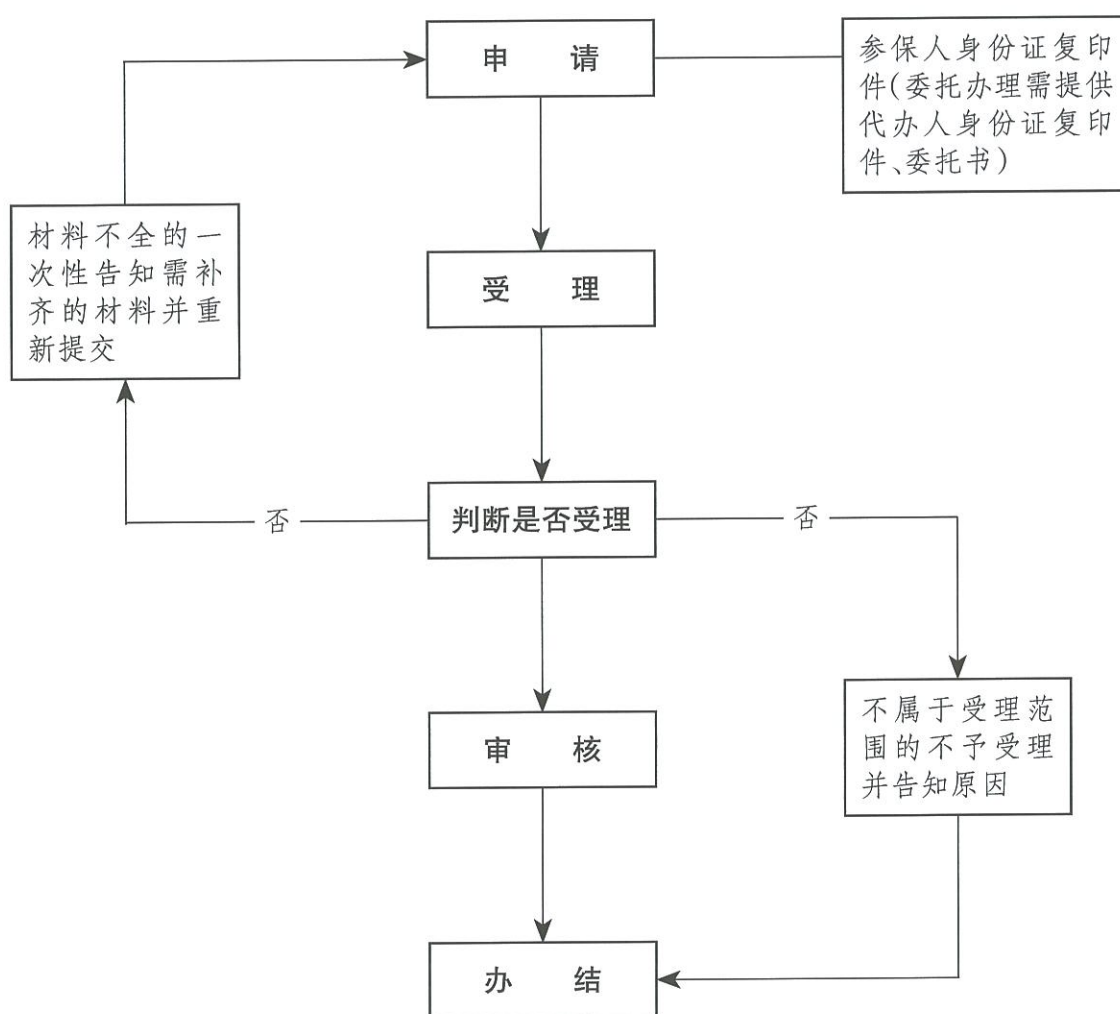 申 请
参保人身份证复印
件(委托办理需提供
代办人身份证复印
件、委托书)
材料不全的一
次性告知需补
齐的材料并重
新提交
受 理
否
判断是否受理
否
审 核
不属于受理范
围的不予受理
并告知原因
办 结